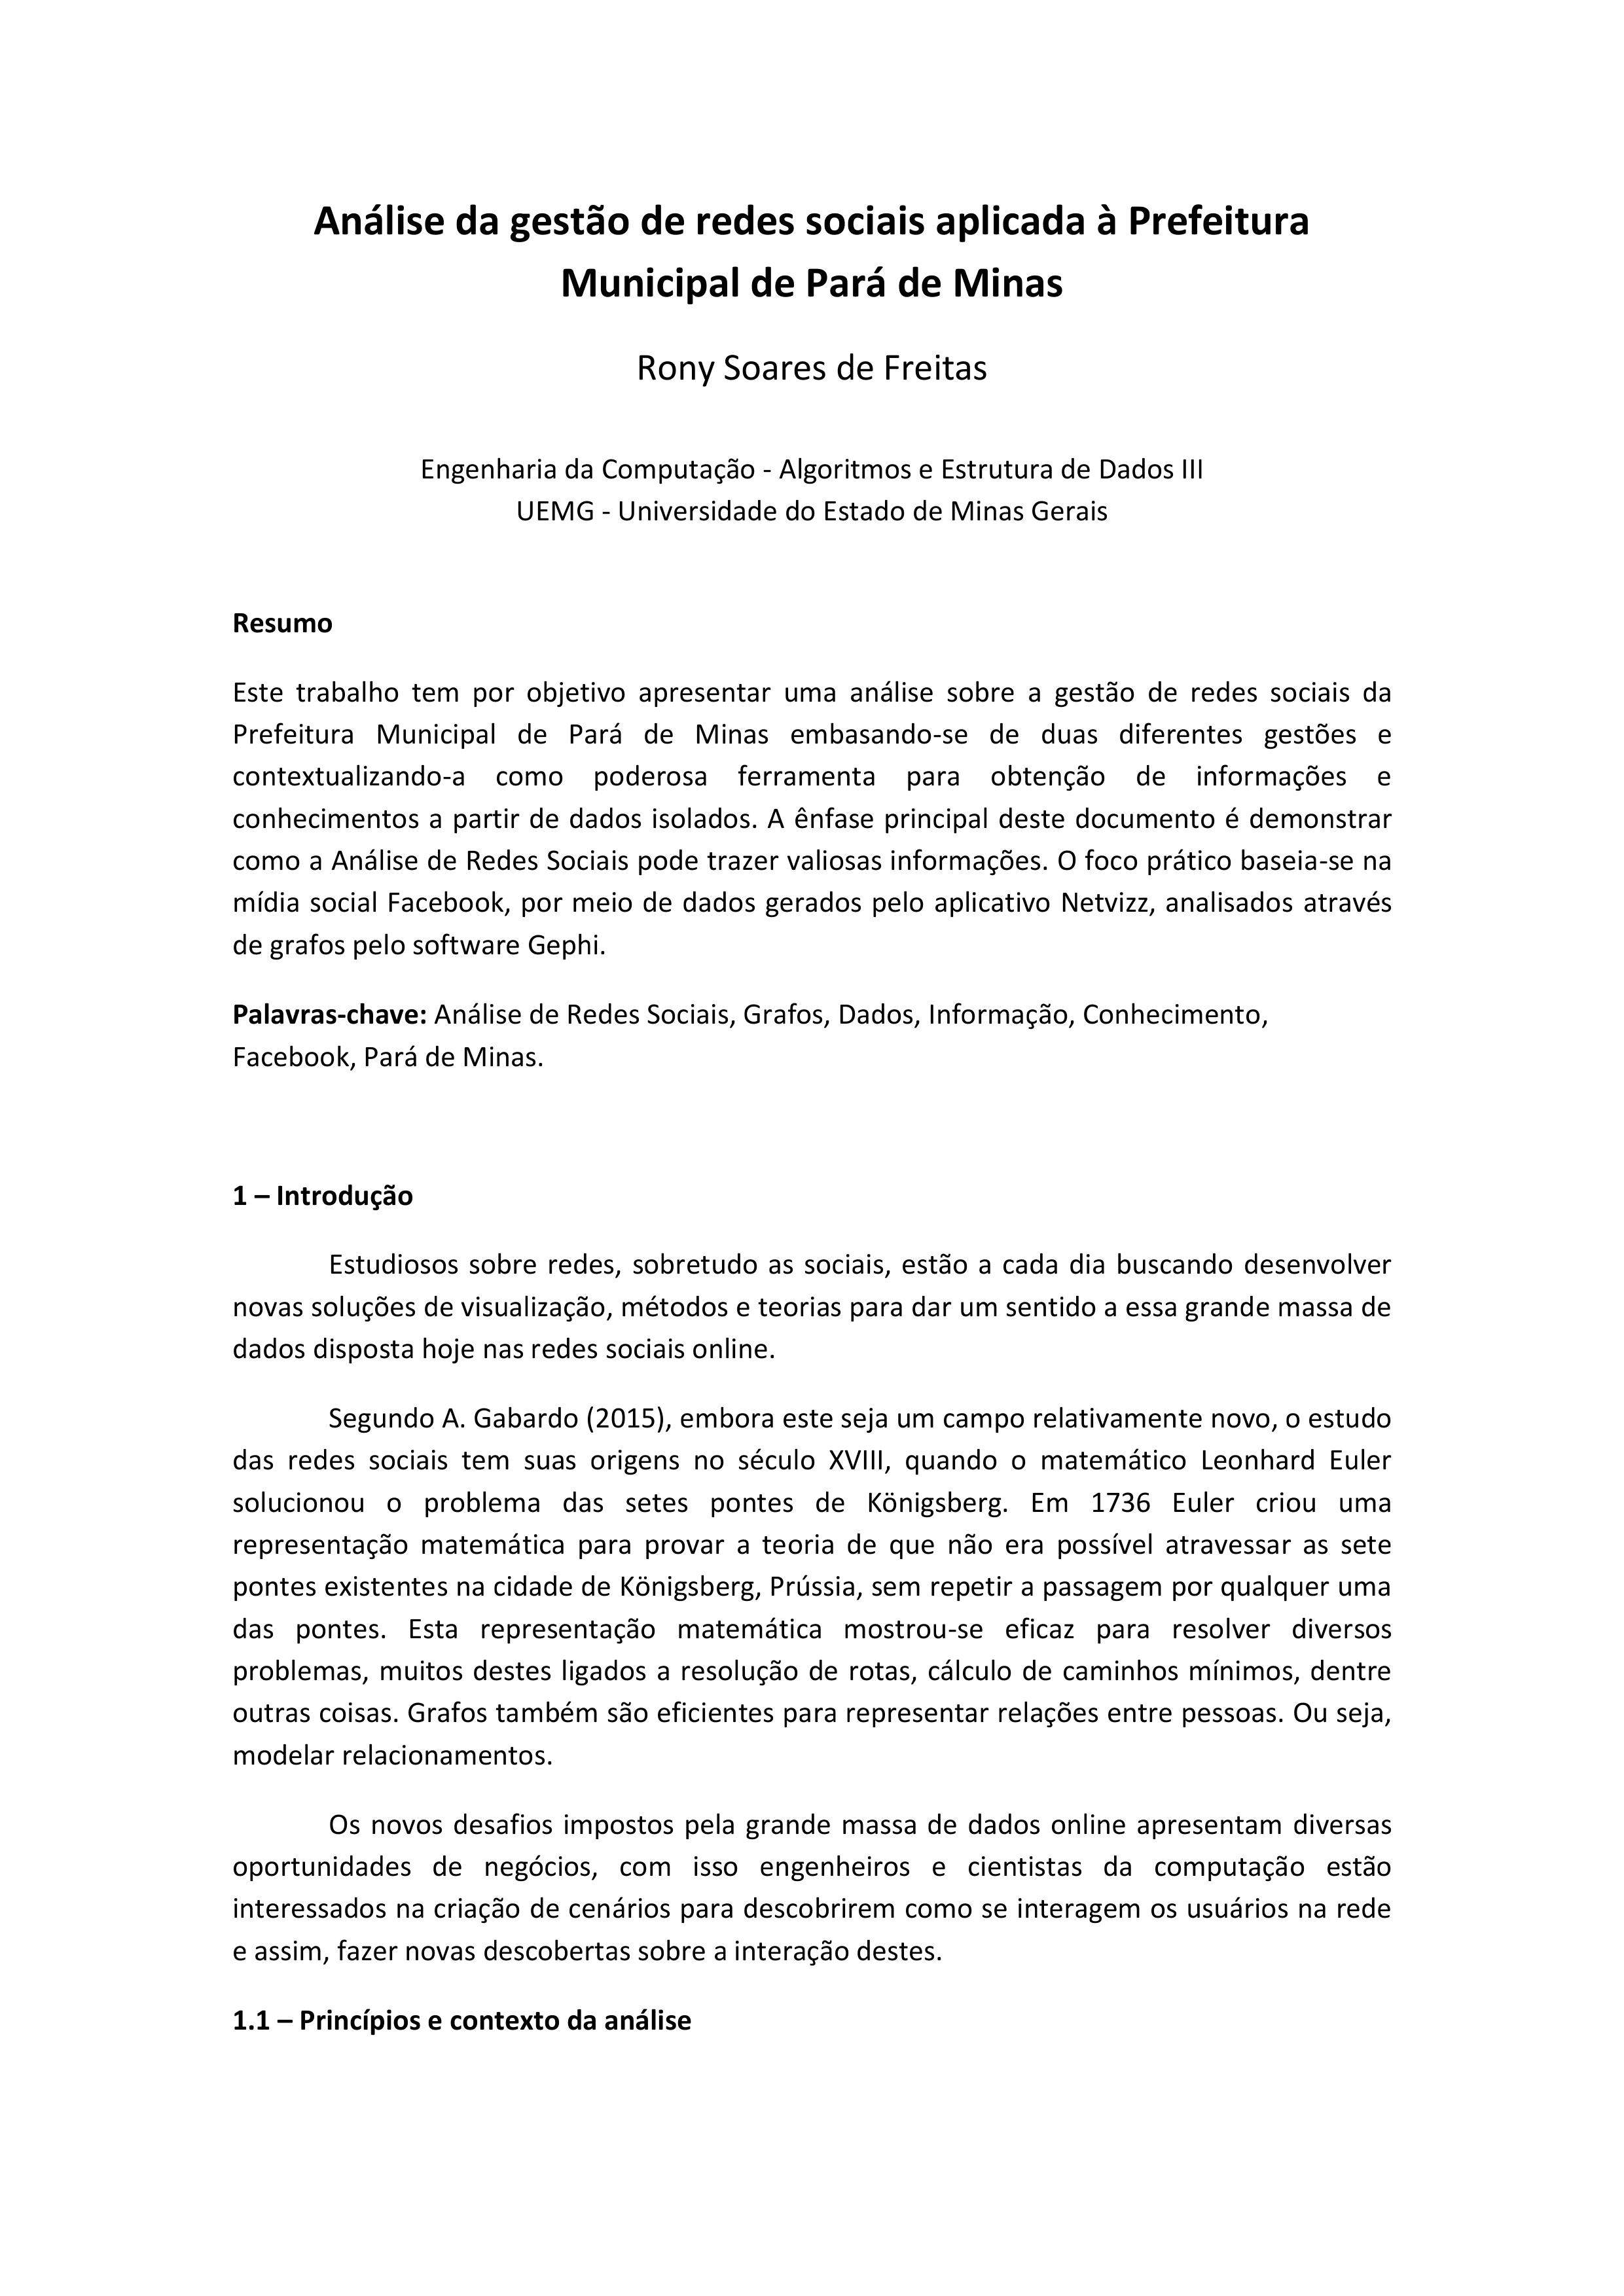 Análise da gestão de redes sociais aplicada à Prefeitura
Municipal de Pará de Minas
Rony Soares de Freitas
Engenharia da Computação - Algoritmos e Estrutura de Dados III
UEMG - Universidade do Estado de Minas Gerais
Resumo
Este trabalho tem por objetivo apresentar uma análise sobre a gestão de redes sociais da
Prefeitura Municipal de Pará de Minas embasando-se de duas diferentes gestões e
contextualizando-a como poderosa ferramenta para obtenção de informações e
conhecimentos a partir de dados isolados. A ênfase principal deste documento é demonstrar
como a Análise de Redes Sociais pode trazer valiosas informações. O foco prático baseia-se na
mídia social Facebook, por meio de dados gerados pelo aplicativo Netvizz, analisados através
de grafos pelo software Gephi.
Palavras-chave: Análise de Redes Sociais, Grafos, Dados, Informação, Conhecimento,
Facebook, Pará de Minas.
1 – Introdução
Estudiosos sobre redes, sobretudo as sociais, estão a cada dia buscando desenvolver
novas soluções de visualização, métodos e teorias para dar um sentido a essa grande massa de
dados disposta hoje nas redes sociais online.
Segundo A. Gabardo (2015), embora este seja um campo relativamente novo, o estudo
das redes sociais tem suas origens no século XVIII, quando o matemático Leonhard Euler
solucionou o problema das setes pontes de Königsberg. Em 1736 Euler criou uma
representação matemática para provar a teoria de que não era possível atravessar as sete
pontes existentes na cidade de Königsberg, Prússia, sem repetir a passagem por qualquer uma
das pontes. Esta representação matemática mostrou-se eficaz para resolver diversos
problemas, muitos destes ligados a resolução de rotas, cálculo de caminhos mínimos, dentre
outras coisas. Grafos também são eficientes para representar relações entre pessoas. Ou seja,
modelar relacionamentos.
Os novos desafios impostos pela grande massa de dados online apresentam diversas
oportunidades de negócios, com isso engenheiros e cientistas da computação estão
interessados na criação de cenários para descobrirem como se interagem os usuários na rede
e assim, fazer novas descobertas sobre a interação destes.
1.1 – Princípios e contexto da análise